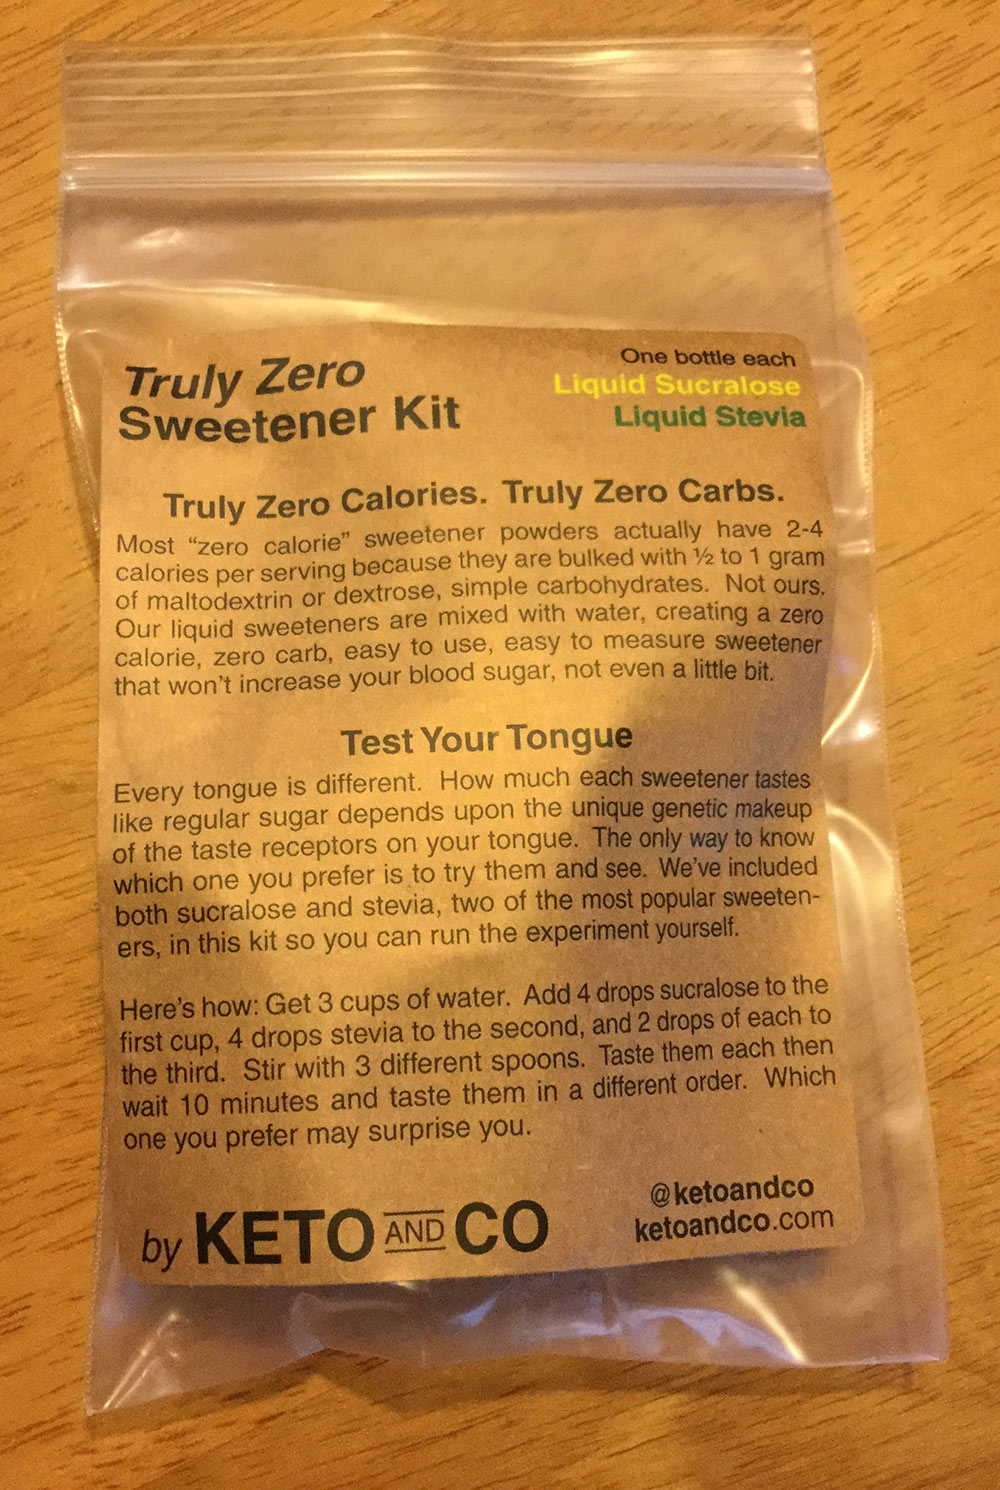 Truly Zero
Sweetener Kit
One bottle each
Liquid Sucralose
Liquid Stevia
Truly Zero Calories. Truly Zero Carbs.
Most “zero calorie” sweetener powders actually have 2-4
calories per serving because they are bulked with ½ to 1 gram
of maltodextrin or dextrose, simple carbohydrates. Not ours.
Our liquid sweeteners are mixed with water, creating a zero
calorie, zero carb, easy to use, easy to measure sweetener
that won’t increase your blood sugar, not even a little bit.
Test Your Tongue
Every tongue is different. How much each sweetener tastes
like regular sugar depends upon the unique genetic makeup
of the taste receptors on your tongue. The only way to know
which one you prefer is to try them and see. We’ve included
both sucralose and stevia, two of the most popular sweeten-
ers, in this kit so you can run the experiment yourself.
Here’s how: Get 3 cups of water. Add 4 drops sucralose to the
first cup, 4 drops stevia to the second, and 2 drops of each to
the third. Stir with 3 different spoons. Taste them each then
wait 10 minutes and taste them in a different order. Which
one you prefer may surprise you.
by KETO AND CO
@ketoandco
ketoandco.com